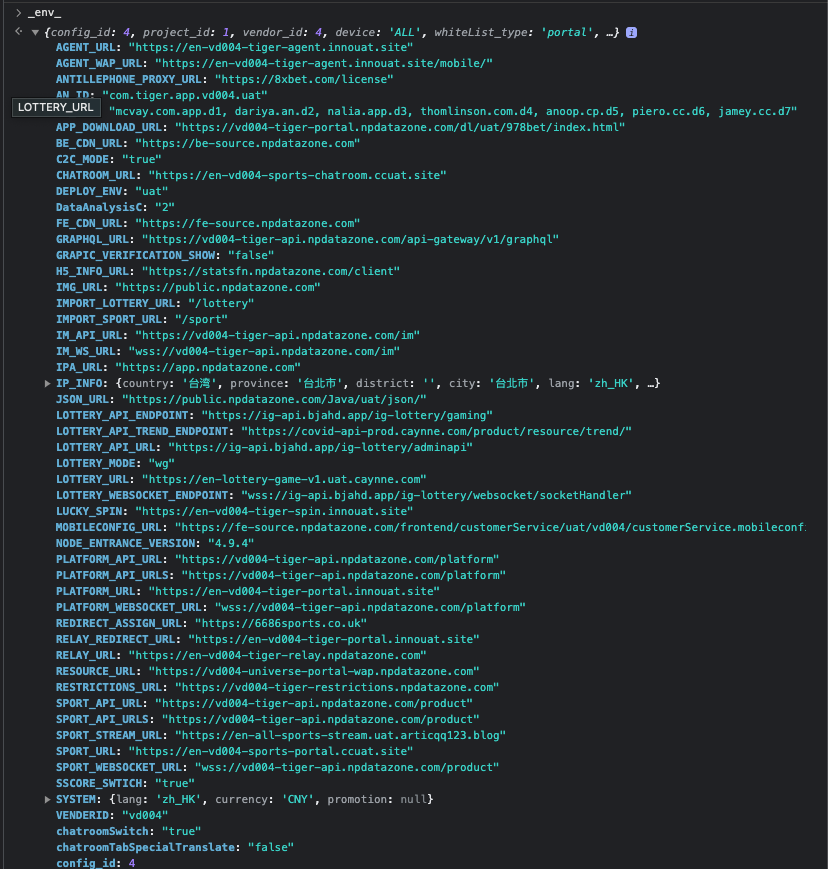 > _env_
{config_id: 4, project_id: 1, vendor_id: 4, device: 'ALL', whiteList_type: 'portal', …} i
AGENT_URL: "https://en-vd004-tiger-agent.innouat.site"
AGENT_WAP_URL: "https://en-vd004-tiger-agent.innouat.site/mobile/"
ANTILLEPHONE_PROXY_URL: "https://8xbet.com/license"
AN_ID: "com.tiger.app.vd004.uat"
LOTTERY_URL
"mcvay.com.app.d1, dariya.an.d2, nalia.app.d3, thomlinson.com.d4, anoop.cp.d5, piero.cc.d6, jamey.cc.d7"
APP_DOWNLOAD_URL: "https://vd004-tiger-portal.npdatazone.com/dl/uat/978bet/index.html"
BE_CDN_URL: "https://be-source.npdatazone.com"
C2C_MODE: "true"
CHATROOM_URL: "https://en-vd004-sports-chatroom.ccuat.site"
DEPLOY_ENV: "uat"
DataAnalysisC: "2"
FE_CDN_URL: "https://fe-source.npdatazone.com"
GRAPHQL_URL: "https://vd004-tiger-api.npdatazone.com/api-gateway/v1/graphql"
GRAPIC_VERIFICATION_SHOW: "false"
H5_INFO_URL: "https://statsfn.npdatazone.com/client"
IMG_URL: "https://public.npdatazone.com"
IMPORT_LOTTERY_URL: "/lottery"
IMPORT_SPORT_URL: "/sport"
IM_API_URL: "https://vd004-tiger-api.npdatazone.com/im"
IM_WS_URL: "wss://vd004-tiger-api.npdatazone.com/im"
IPA_URL: "https://app.npdatazone.com"
IP_INFO: {country: '台湾', province: '台北市', district: '', city: '台北市', lang: 'zh_HK', …}
JSON_URL: "https://public.npdatazone.com/Java/uat/json/"
LOTTERY_API_ENDPOINT: "https://ig-api.bjahd.app/ig-lottery/gaming"
LOTTERY_API_TREND_ENDPOINT: "https://covid-api-prod.caynne.com/product/resource/trend/"
LOTTERY_API_URL: "https://ig-api.bjahd.app/ig-lottery/adminapi"
LOTTERY_MODE: "wg"
LOTTERY_URL: "https://en-lottery-game-v1.uat.caynne.com"
LOTTERY_WEBSOCKET_ENDPOINT: "wss://ig-api.bjahd.app/ig-lottery/websocket/socketHandler"
LUCKY_SPIN: "https://en-vd004-tiger-spin.innouat.site"
MOBILECONFIG_URL: "https://fe-source.npdatazone.com/frontend/customerService/uat/vd004/customerService.mobileconf
NODE_ENTRANCE_VERSION: "4.9.4"
PLATFORM_API_URL: "https://vd004-tiger-api.npdatazone.com/platform"
PLATFORM_API_URLS: "https://vd004-tiger-api.npdatazone.com/platform"
PLATFORM_URL: "https://en-vd004-tiger-portal.innouat.site"
PLATFORM_WEBSOCKET_URL: "wss://vd004-tiger-api.npdatazone.com/platform"
REDIRECT_ASSIGN_URL: "https://6686sports.co.uk"
RELAY_REDIRECT_URL: "https://en-vd004-tiger-portal.innouat.site"
RELAY_URL: "https://en-vd004-tiger-relay.npdatazone.com"
RESOURCE_URL: "https://vd004-universe-portal-wap.npdatazone.com"
RESTRICTIONS_URL: "https://vd004-tiger-restrictions.npdatazone.com"
SPORT_API_URL: "https://vd004-tiger-api.npdatazone.com/product"
SPORT_API_URLS: "https://vd004-tiger-api.npdatazone.com/product"
SPORT_STREAM_URL: "https://en-all-sports-stream.uat.articqq123.blog"
SPORT_URL: "https://en-vd004-sports-portal.ccuat.site"
SPORT_WEBSOCKET_URL: "wss://vd004-tiger-api.npdatazone.com/product"
SSCORE_SWTICH: "true"
SYSTEM: {lang: 'zh_HK', currency: 'CNY', promotion: null}
VENDERID: "vd004"
chatroomSwitch: "true"
chatroomTabSpecialTranslate: "false"
config_id: 4